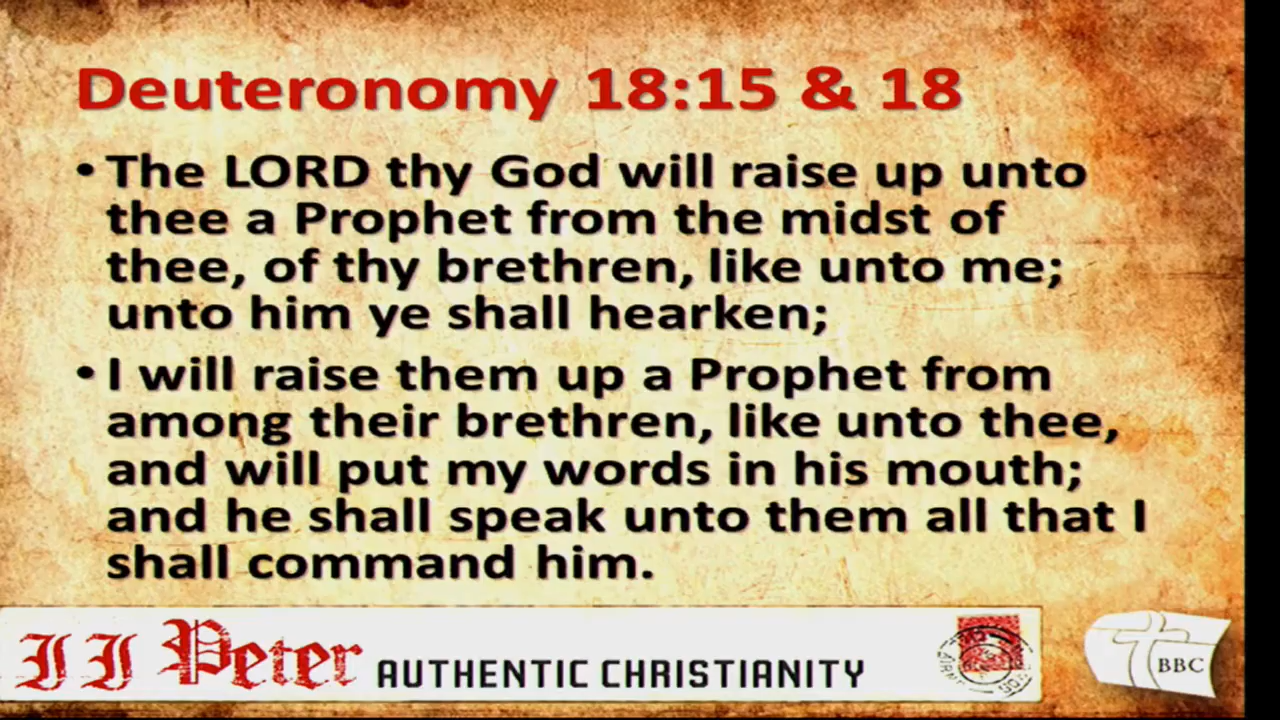 Deuteronomy 18:15 & 18
• The LORD thy God will raise up unto
thee a Prophet from the midst of
thee, of thy brethren, like unto me;
unto him ye shall hearken;
• I will raise them up a Prophet from
among their brethren, like unto thee,
and will put my words in his mouth;
and he shall speak unto them all that I
shall command him.
JJ Peter AUTHENTIC CHRISTIANITY
BBC